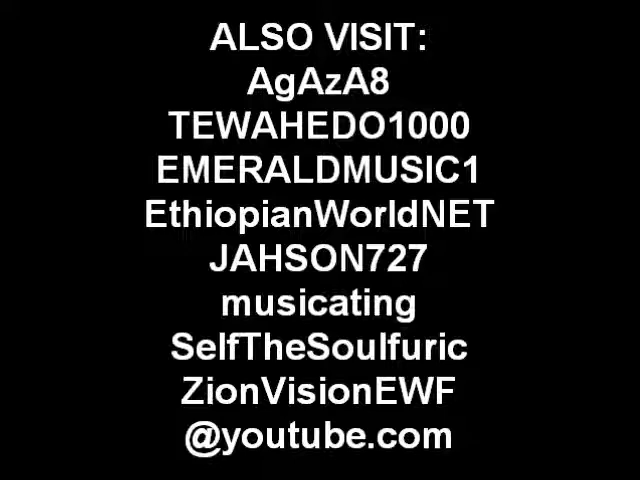 ALSO VISIT:
AgAzA8
TEWAHEDO1000
EMERALDMUSIC1
EthiopianWorldNET
JAHSON727
musicating
SelfTheSoulfuric
ZionVisionEWF
@youtube.com